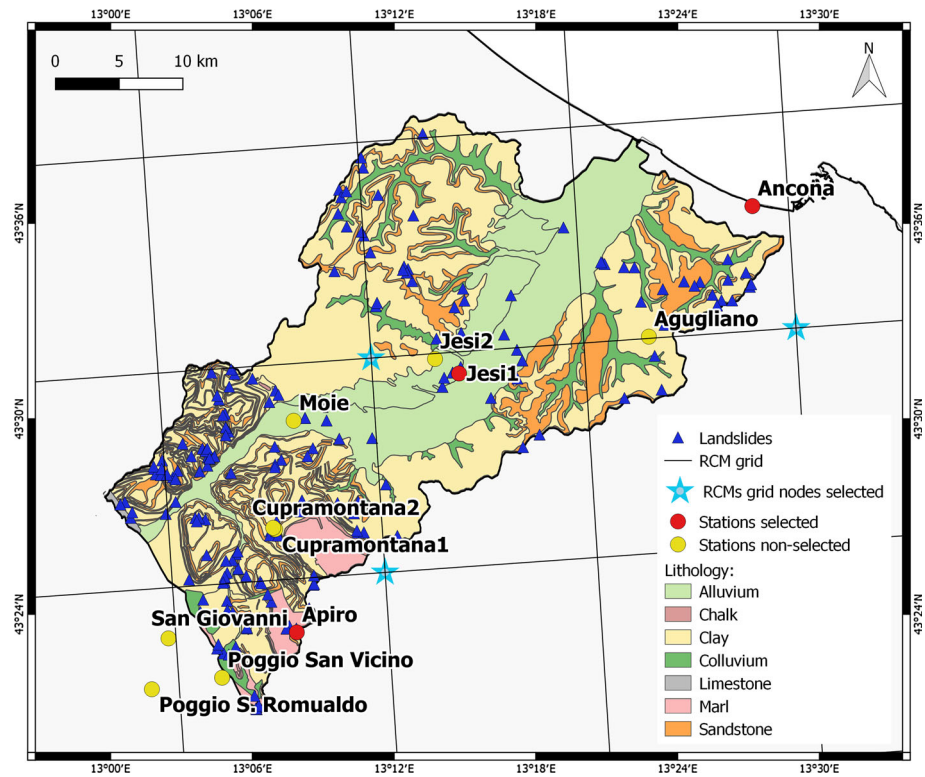 13°00'E 13°06'E 13°12'E 13°18'E 13°24'E 13°30'E
0 5 10 km
N
Ancona
43°36'N 43°36'N
Agugliano
Jesi2
Jesi1
Moie
43°30'N 43°30'N
Landslides
RCM grid
RCMs grid nodes selected
Cupramontana2
Stations selected
Cupramontana1
Stations non-selected
Lithology:
Alluvium
43°24'N 43°24'N
San Giovanni Apiro
Chalk
Clay
Poggio San Vicino
Colluvium
Limestone
Poggio S. Romualdo
Marl
Sandstone
13°00'E 13°06'E 13°12'E 13°18'E 13°24'E 13°30'E